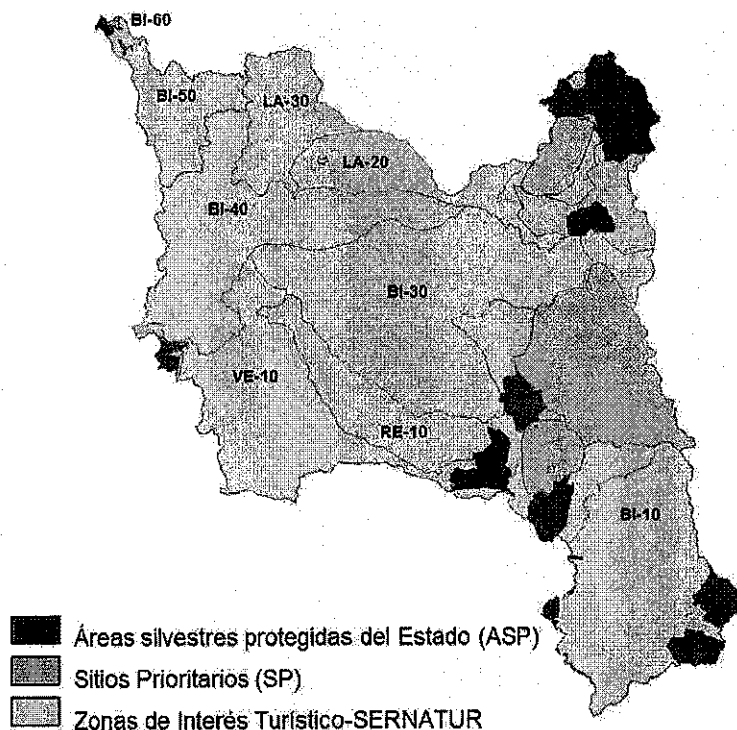 BI-60
BI-50
LA-30
LA-20
BI-40
BI-30
VE-10
RE-10
BI-10
Áreas silvestres protegidas del Estado (ASP)
Sitios Prioritarios (SP)
Zonas de Interés Turístico-SERNATUR